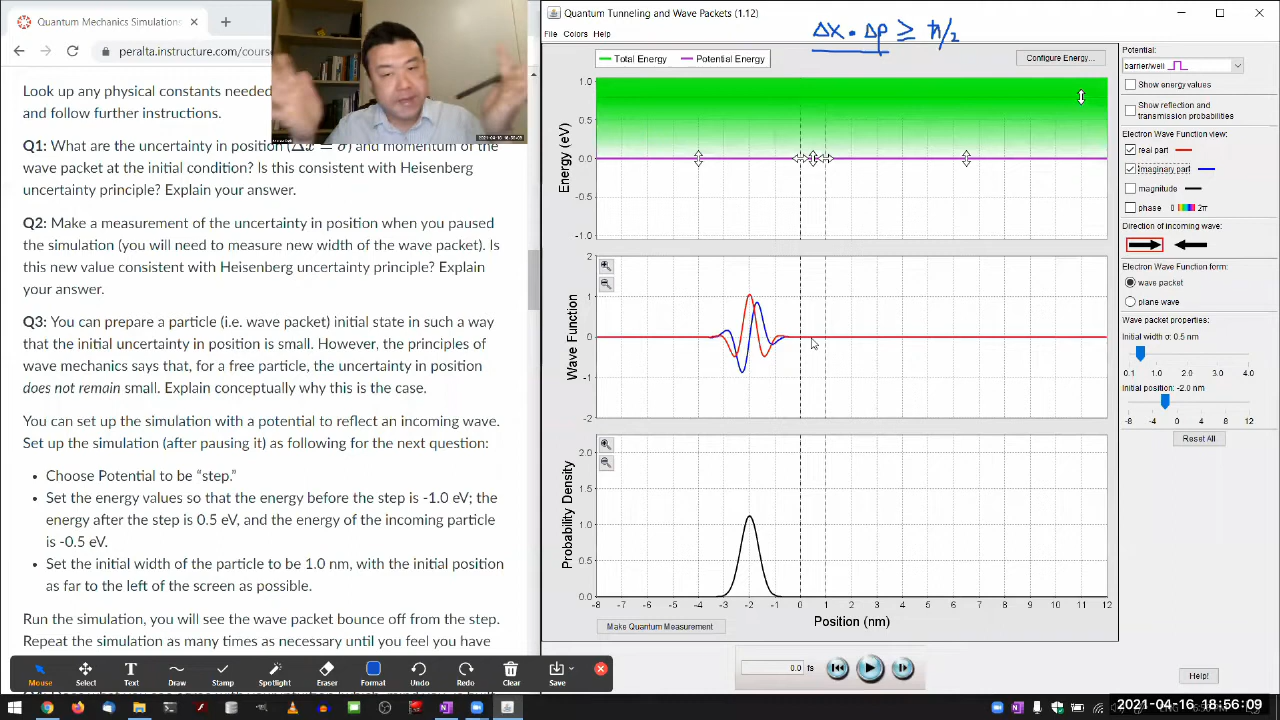 Quantum Mechanics Simulations
peralta.instructure.com/cours
Look up any physical constants needed
and follow further instructions.
Q1: What are the uncertainty in position (Δx = σ) and momentum of the
wave packet at the initial condition? Is this consistent with Heisenberg
uncertainty principle? Explain your answer.
Q2: Make a measurement of the uncertainty in position when you paused
the simulation (you will need to measure new width of the wave packet). Is
this new value consistent with Heisenberg uncertainty principle? Explain
your answer.
Q3: You can prepare a particle (i.e. wave packet) initial state in such a way
that the initial uncertainty in position is small. However, the principles of
wave mechanics says that, for a free particle, the uncertainty in position
does not remain small. Explain conceptually why this is the case.
You can set up the simulation with a potential to reflect an incoming wave.
Set up the simulation (after pausing it) as following for the next question:
• Choose Potential to be “step.”
• Set the energy values so that the energy before the step is -1.0 eV; the
energy after the step is 0.5 eV, and the energy of the incoming particle
is -0.5 eV.
• Set the initial width of the particle to be 1.0 nm, with the initial position
as far to the left of the screen as possible.
Run the simulation, you will see the wave packet bounce off from the step.
Repeat the simulation as many times as necessary until you feel you have
Mouse Select Text Draw Stamp Spotlight Eraser Format Undo Redo Clear Save
2021-04-16 18:56:09
Quantum Tunneling and Wave Packets (1.12)
Δx · Δp ≥ ħ/2
File Colors Help
Total Energy Potential Energy
Configure Energy...
Energy (eV)
1.0
0.5
0.0
-0.5
-1.0
Wave Function
2
1
0
-1
-2
Probability Density
2.0
1.5
1.0
0.5
0.0
-8 -7 -6 -5 -4 -3 -2 -1 0 1 2 3 4 5 6 7 8 9 10 11 12
Position (nm)
Make Quantum Measurement
0.0 fs
Potential:
barrier/well
Show energy values
Show reflection and
transmission probabilities
Electron Wave Function view:
real part
imaginary part
magnitude
phase 0 2π
Direction of incoming wave:
Electron Wave Function form:
wave packet
plane wave
Wave packet properties:
Initial width σ: 0.5 nm
0.1 1.0 2.0 3.0 4.0
Initial position: -2.0 nm
-8 -4 0 4 8 12
Reset All
Help!
2021-04-16 18:56:09